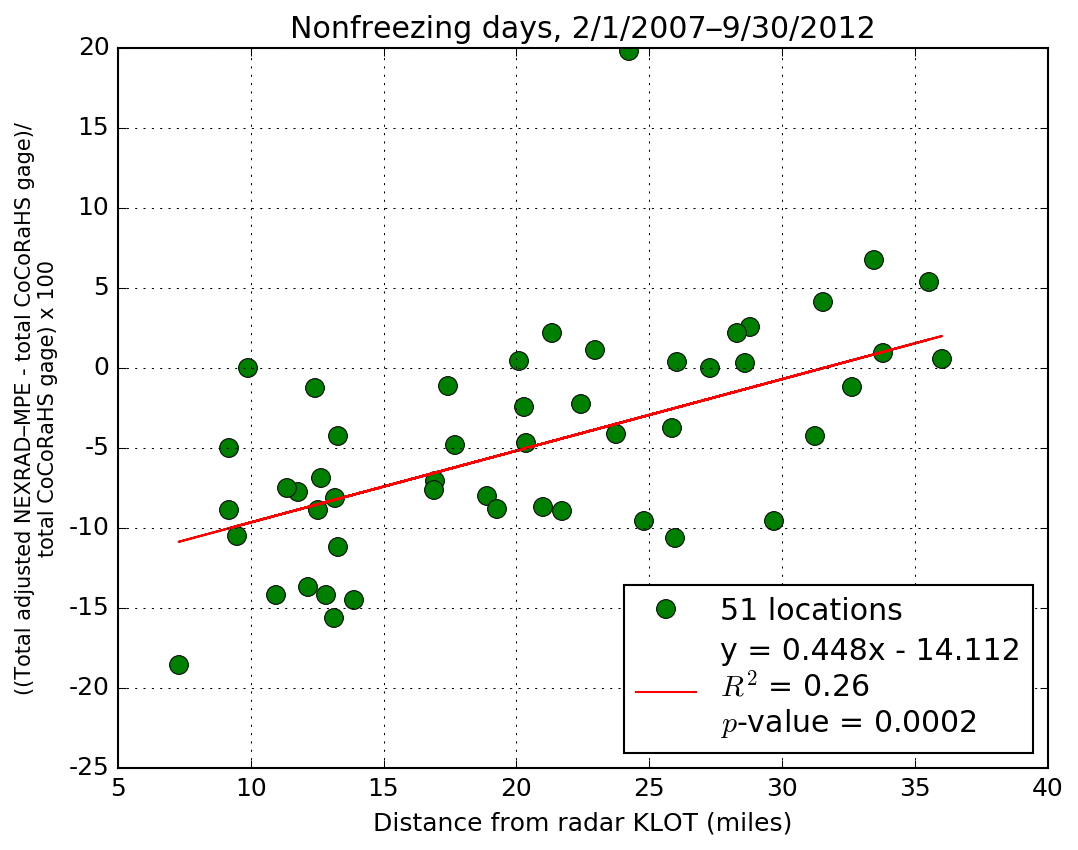 Nonfreezing days, 2/1/2007–9/30/2012
((Total adjusted NEXRAD–MPE - total CoCoRaHS gage)/
total CoCoRaHS gage) x 100
20
15
10
5
0
-5
-10
-15
-20
-25
51 locations
y = 0.448x - 14.112
R² = 0.26
p-value = 0.0002
5 10 15 20 25 30 35 40
Distance from radar KLOT (miles)